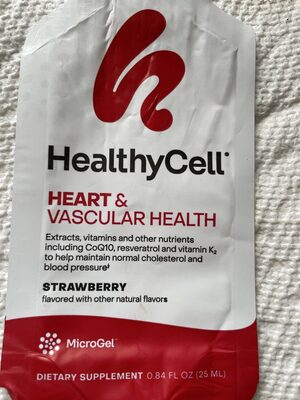 HealthyCell®
HEART &
VASCULAR HEALTH
Extracts, vitamins and other nutrients
including CoQ10, resveratrol and vitamin K₂
to help maintain normal cholesterol and
blood pressure‡
STRAWBERRY
flavored with other natural flavors
MicroGel™
DIETARY SUPPLEMENT 0.84 FL OZ (25 ML)